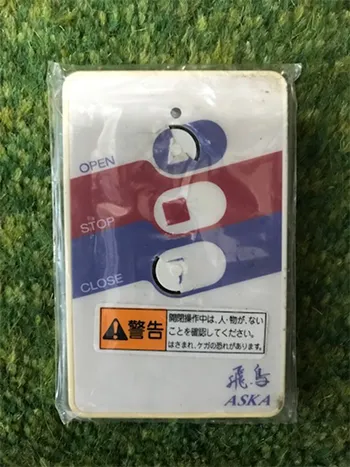 OPEN
STOP
CLOSE
警告
開閉操作中は、人・物が、ない
ことを確認してください。
はさまれ、ケガの恐れがあります。
飛鳥
ASKA